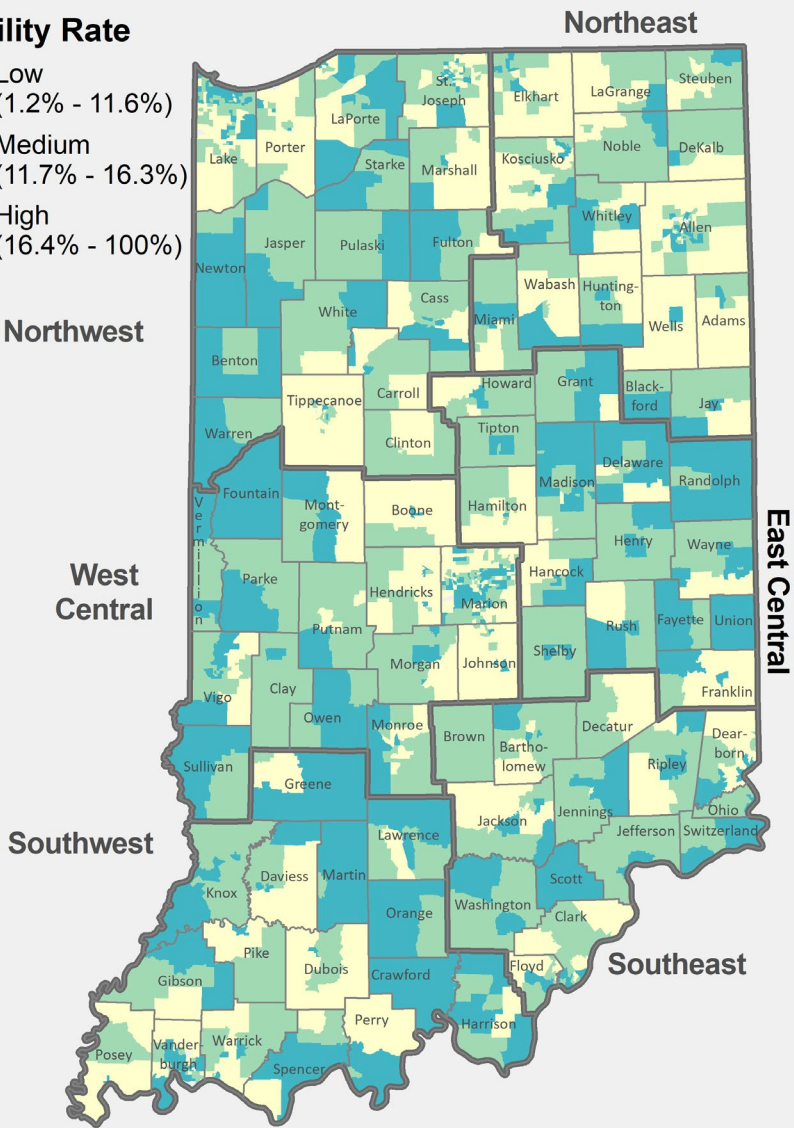 ility Rate
Low
(1.2% - 11.6%)
Medium
(11.7% - 16.3%)
High
(16.4% - 100%)
Northeast
Northwest
West
Central
East Central
Southwest
Southeast
Lake
Porter
LaPorte
St.
Joseph
Elkhart
LaGrange
Steuben
Starke
Marshall
Kosciusko
Noble
DeKalb
Newton
Jasper
Pulaski
Fulton
Whitley
Allen
White
Cass
Miami
Wabash
Hunting-
ton
Wells
Adams
Benton
Carroll
Howard
Grant
Black-
ford
Jay
Warren
Tippecanoe
Clinton
Tipton
Madison
Delaware
Randolph
Fountain
Mont-
gomery
Boone
Hamilton
Vermillion
Parke
Putnam
Hendricks
Marion
Hancock
Henry
Wayne
Rush
Fayette
Union
Vigo
Clay
Morgan
Johnson
Shelby
Franklin
Owen
Monroe
Brown
Bartho-
lomew
Decatur
Dear-
born
Sullivan
Greene
Jackson
Jennings
Ripley
Ohio
Lawrence
Jefferson
Switzerland
Knox
Daviess
Martin
Orange
Washington
Scott
Clark
Gibson
Pike
Dubois
Crawford
Floyd
Harrison
Posey
Vander-
burgh
Warrick
Spencer
Perry